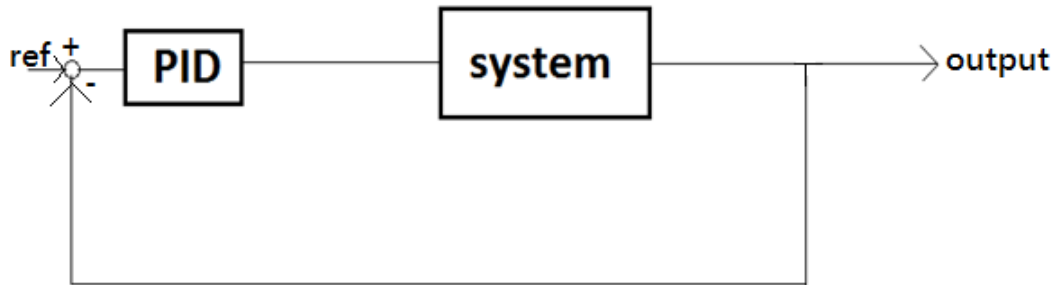 ref +
-
PID
system
output